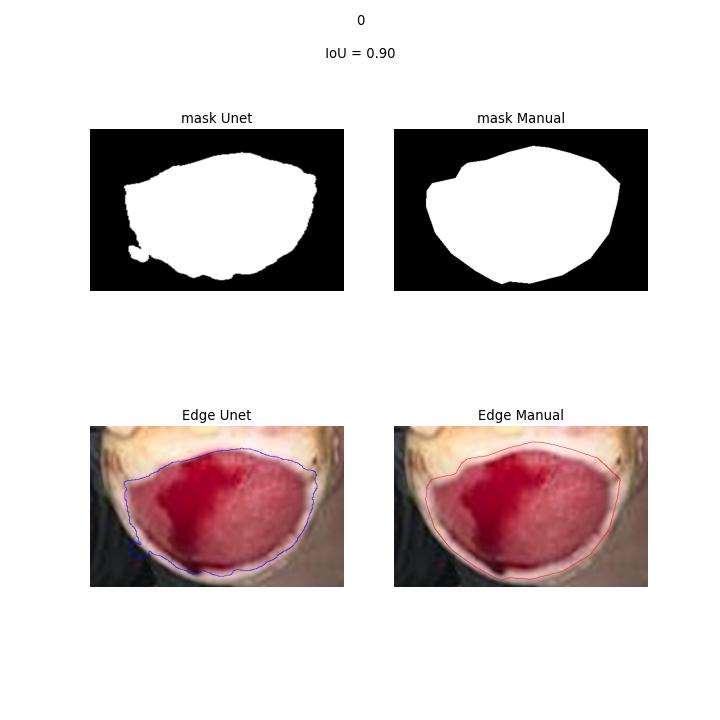 0
IoU = 0.90
mask Unet
mask Manual
Edge Unet
Edge Manual